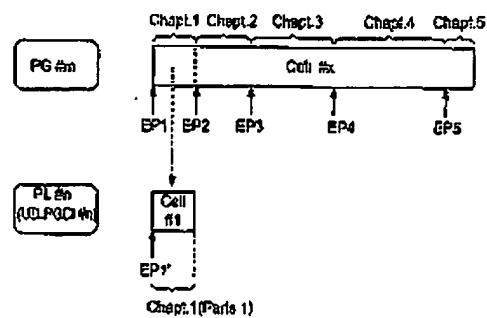 Chapt.1 Chapt.2 Chapt.3 Chapt.4 Chapt.5
PG #m
Cell #x
EP1 EP2 EP3 EP4 EP5
PL #n
(UD_PGCI #n)
Cell
#1
EP1'
Chapt.1(Parts 1)